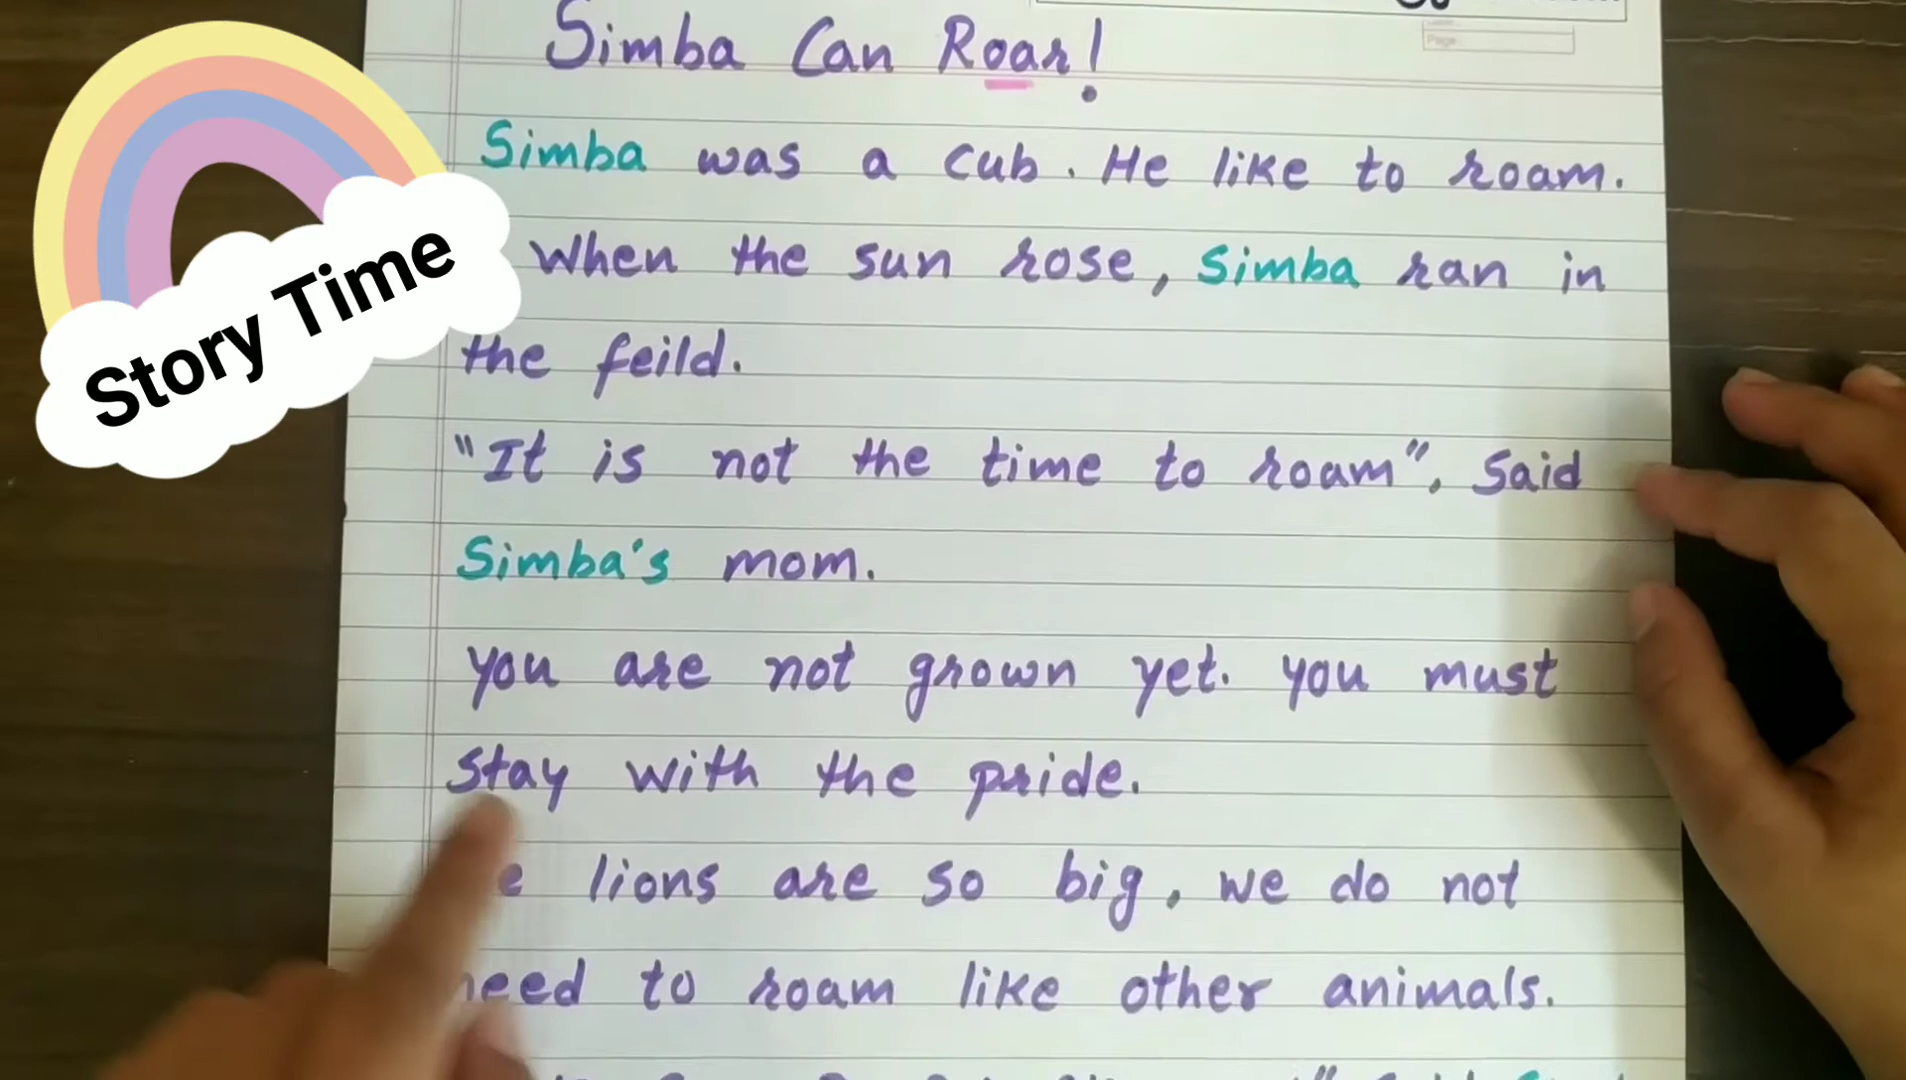 Simba Can Roar!
Page:
Story Time
Simba was a cub. He like to roam.
When the sun rose, Simba ran in
the feild.
"It is not the time to roam", Said
Simba's mom.
you are not grown yet. you must
stay with the pride.
lions are so big, we do not
need to roam like other animals.